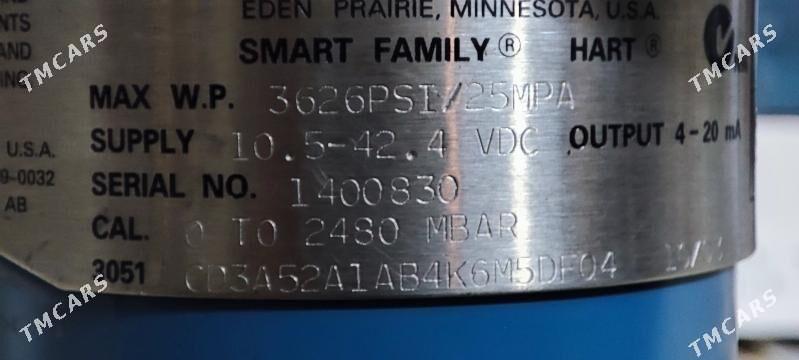 EDEN PRAIRIE, MINNESOTA, U.S.A.
NTS
AND
SMART FAMILY® HART®
MAX W.P. 3626PSI/25MPA
U.S.A. SUPPLY 10.5-42.4 VDC OUTPUT 4-20 mA
9-0032 SERIAL NO. 1400830
AB
CAL. 0 TO 2480 MBAR
3051 CD3A52A1AB4K6M5DF04
TMCARS
TMCARS
TMCARS
TMCARS
TMCARS
TMCARS